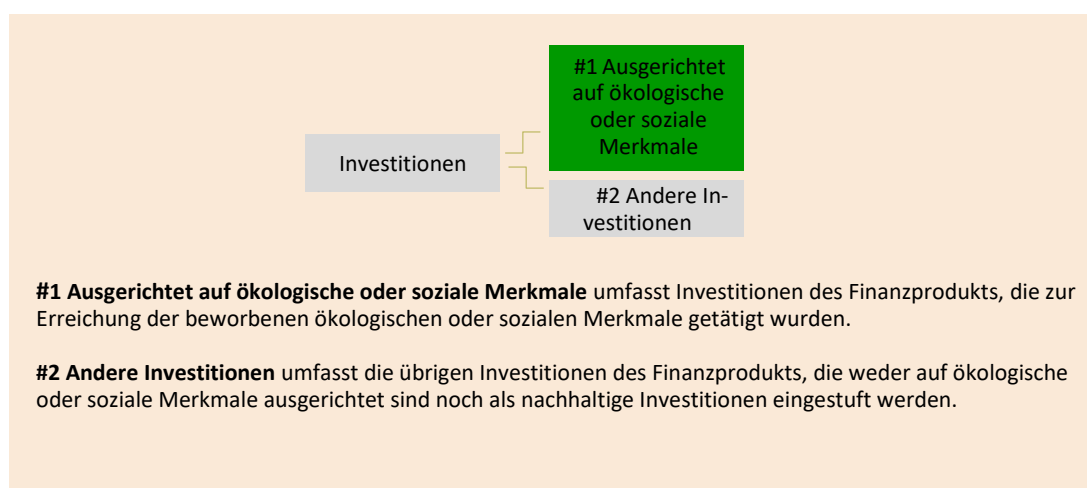 #1 Ausgerichtet
auf ökologische
oder soziale
Merkmale
Investitionen
#2 Andere In-
vestitionen
#1 Ausgerichtet auf ökologische oder soziale Merkmale umfasst Investitionen des Finanzprodukts, die zur
Erreichung der beworbenen ökologischen oder sozialen Merkmale getätigt wurden.
#2 Andere Investitionen umfasst die übrigen Investitionen des Finanzprodukts, die weder auf ökologische
oder soziale Merkmale ausgerichtet sind noch als nachhaltige Investitionen eingestuft werden.